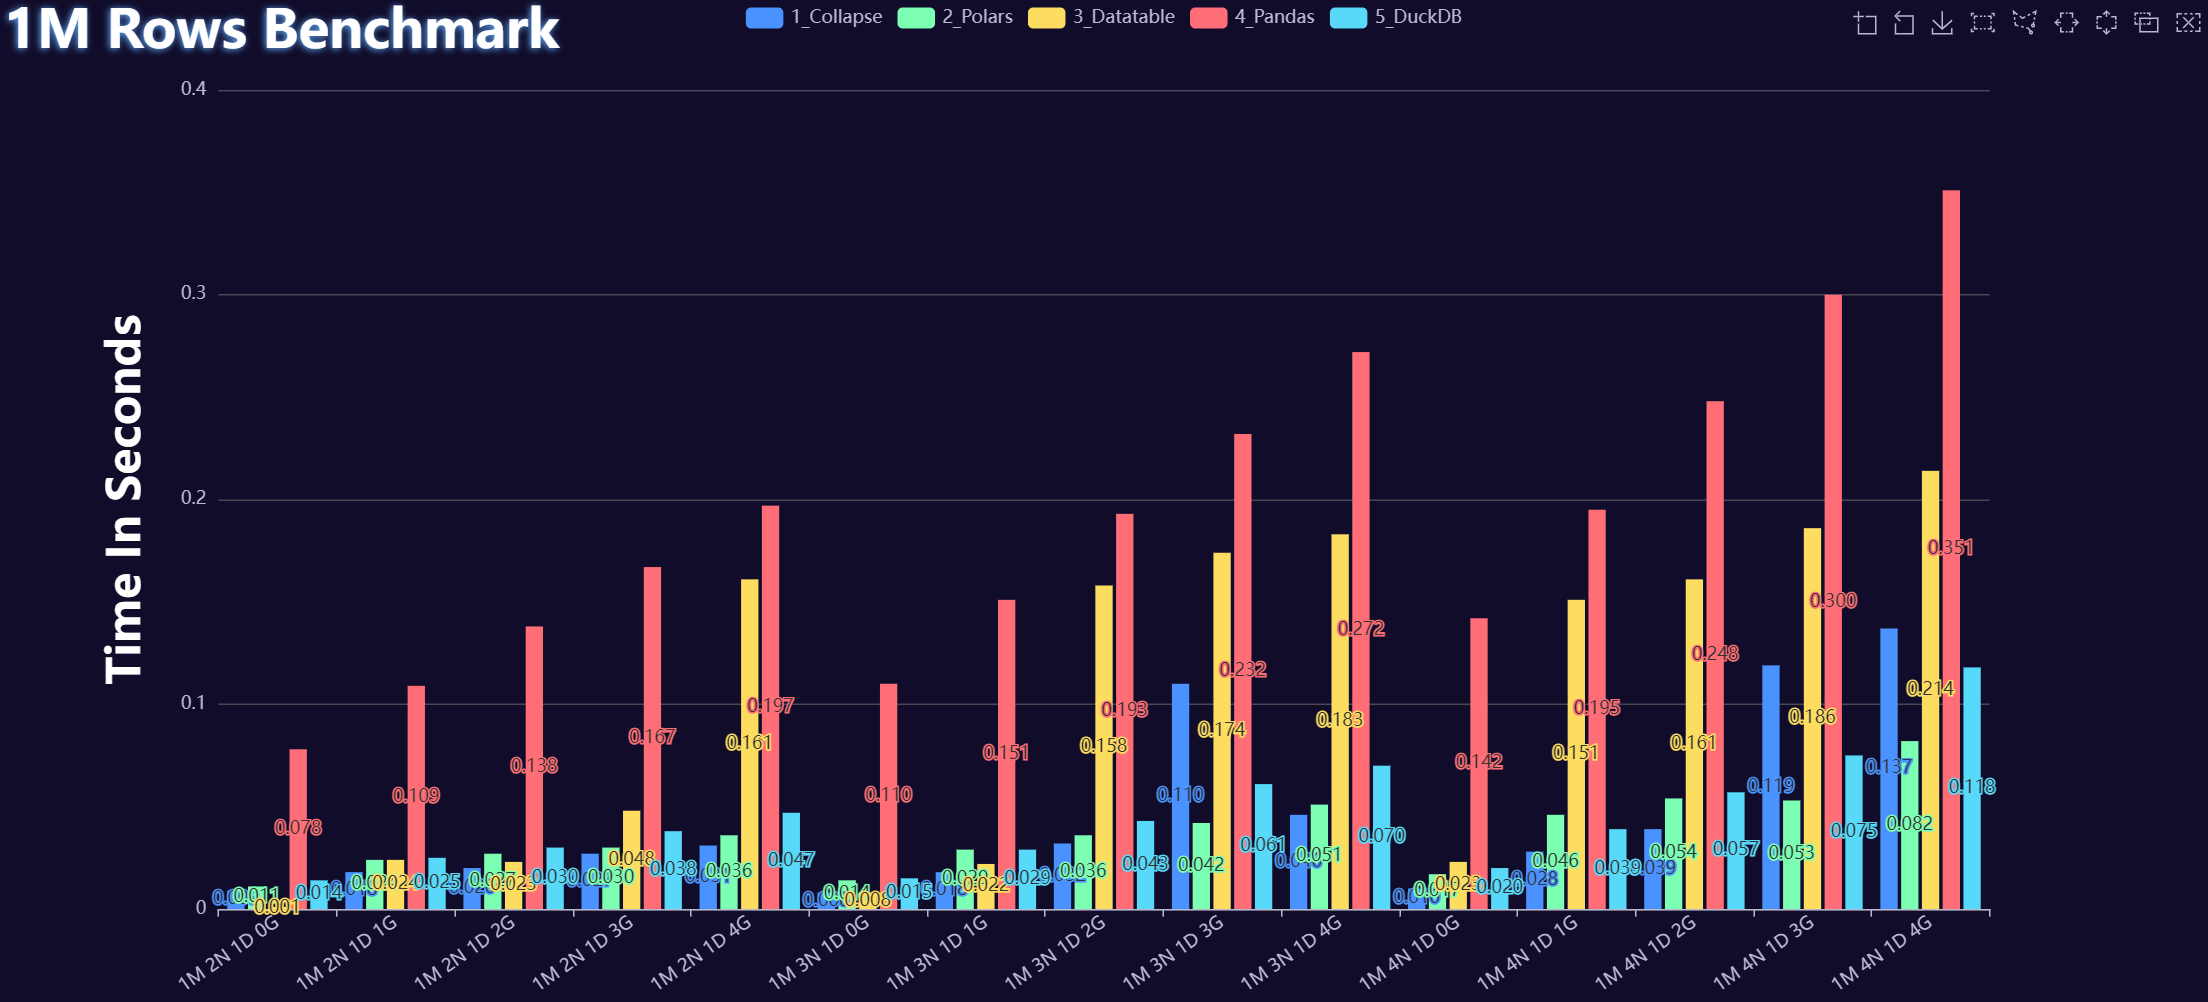 1M Rows Benchmark
1_Collapse 2_Polars 3_Datatable 4_Pandas 5_DuckDB
Time In Seconds
0.4
0.3
0.2
0.1
0
0.011 0.001 0.078 0.014
0.024 0.109 0.025
0.023 0.138 0.030
0.030 0.048 0.167 0.038
0.036 0.161 0.197 0.047
0.014 0.008 0.110 0.015
0.022 0.151 0.029
0.036 0.158 0.193 0.043
0.110 0.042 0.174 0.232 0.061
0.051 0.183 0.272 0.070
0.023 0.142 0.020
0.028 0.046 0.151 0.195 0.039
0.039 0.054 0.161 0.248 0.057
0.119 0.053 0.186 0.300 0.075
0.137 0.082 0.214 0.351 0.118
1M 2N 1D 0G
1M 2N 1D 1G
1M 2N 1D 2G
1M 2N 1D 3G
1M 2N 1D 4G
1M 3N 1D 0G
1M 3N 1D 1G
1M 3N 1D 2G
1M 3N 1D 3G
1M 3N 1D 4G
1M 4N 1D 0G
1M 4N 1D 1G
1M 4N 1D 2G
1M 4N 1D 3G
1M 4N 1D 4G